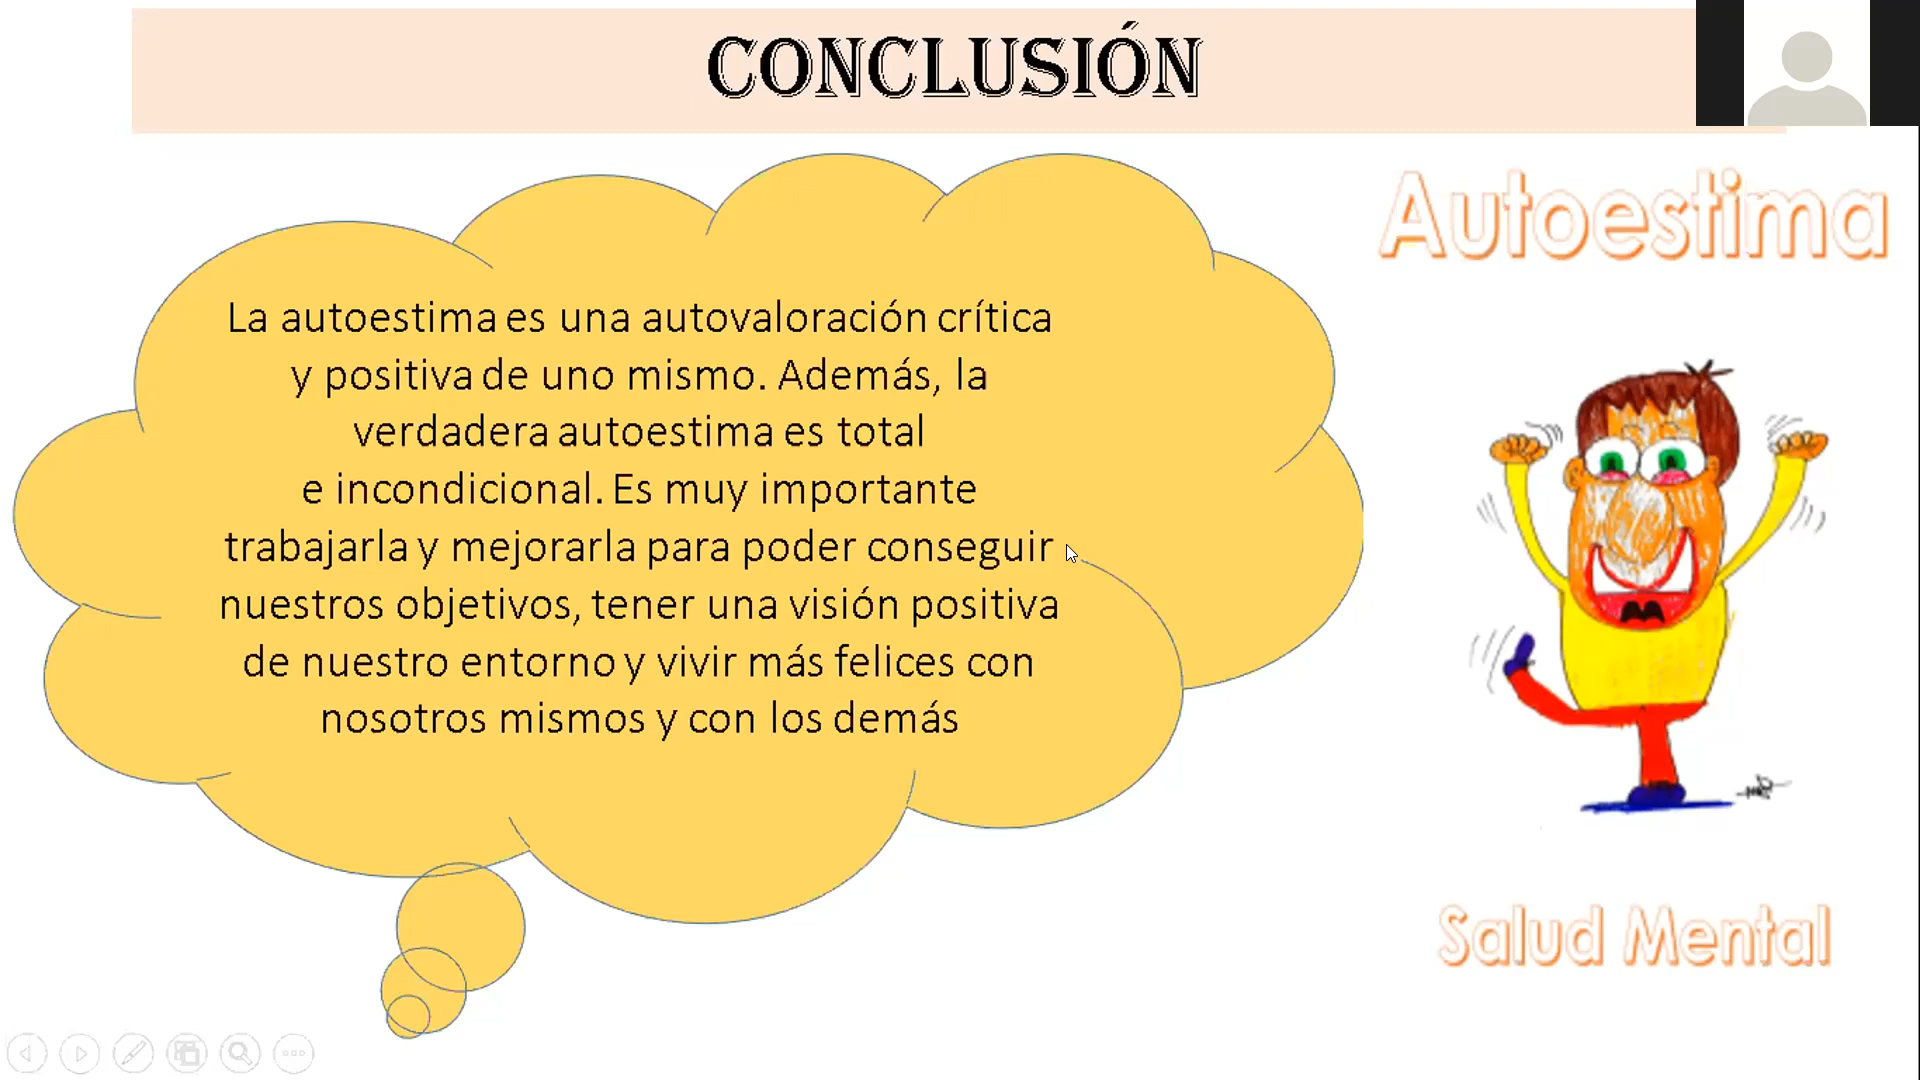 CONCLUSIÓN
Autoestima
La autoestima es una autovaloración crítica
y positiva de uno mismo. Además, la
verdadera autoestima es total
e incondicional. Es muy importante
trabajarla y mejorarla para poder conseguir
nuestros objetivos, tener una visión positiva
de nuestro entorno y vivir más felices con
nosotros mismos y con los demás
Salud Mental